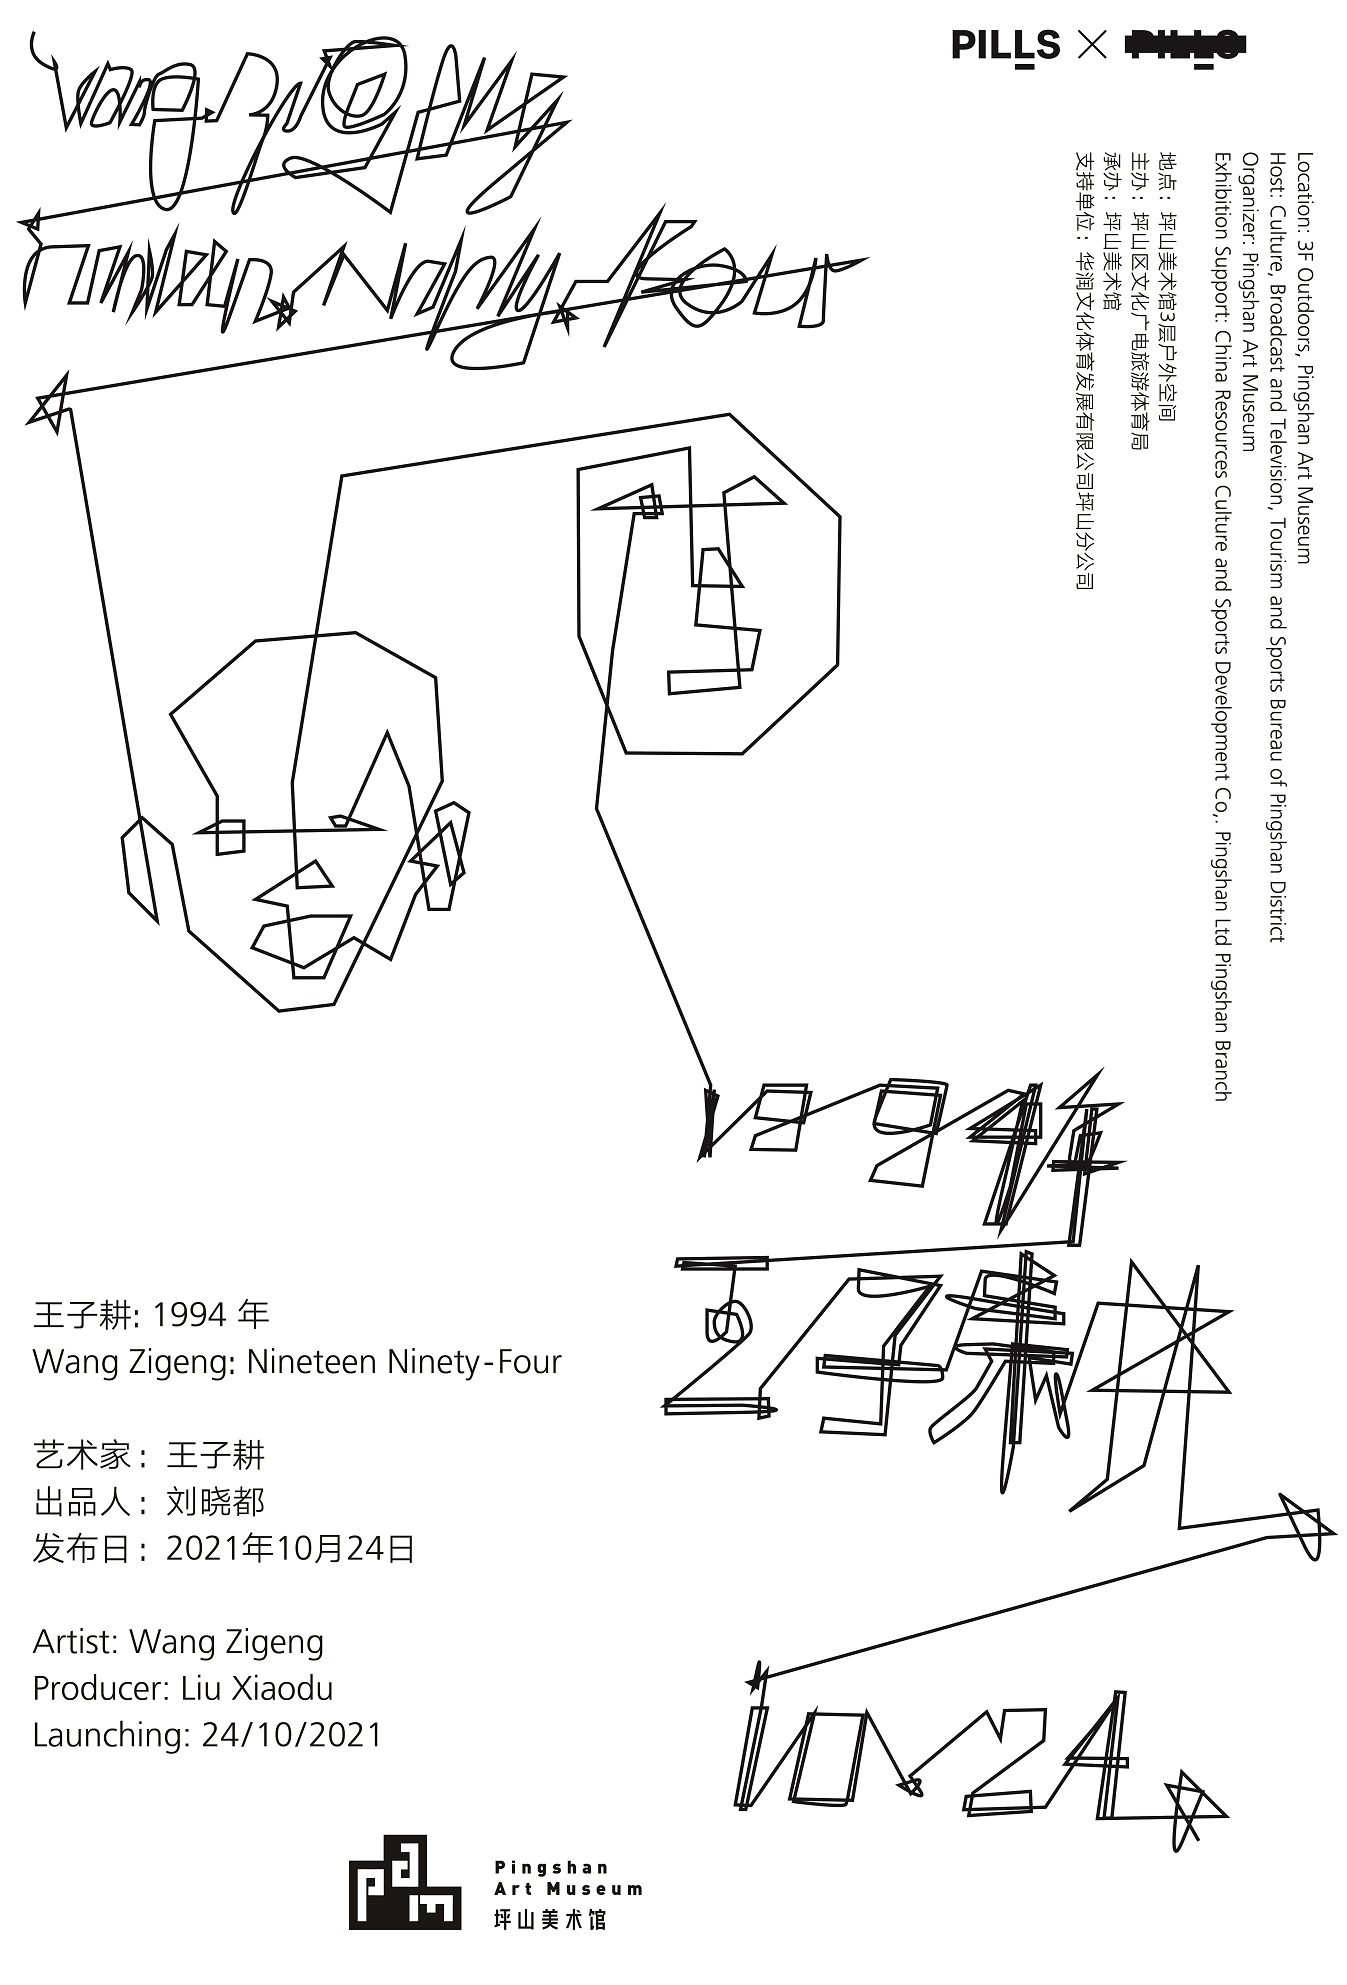 Wang Zigeng
Nineteen Ninety-Four
PILLS × PILLS
Location: 3F Outdoors, Pingshan Art Museum
Host: Culture, Broadcast and Television, Tourism and Sports Bureau of Pingshan District
Organizer: Pingshan Art Museum
Exhibition Support: China Resources Culture and Sports Development Co,. Pingshan Ltd Pingshan Branch
地点：坪山美术馆3层户外空间
主办：坪山区文化广电旅游体育局
承办：坪山美术馆
支持单位：华润文化体育发展有限公司坪山分公司
1994年
王子耕
10.24
王子耕: 1994 年
Wang Zigeng: Nineteen Ninety-Four
艺术家：王子耕
出品人：刘晓都
发布日：2021年10月24日
Artist: Wang Zigeng
Producer: Liu Xiaodu
Launching: 24/10/2021
pam
Pingshan
Art Museum
坪山美术馆